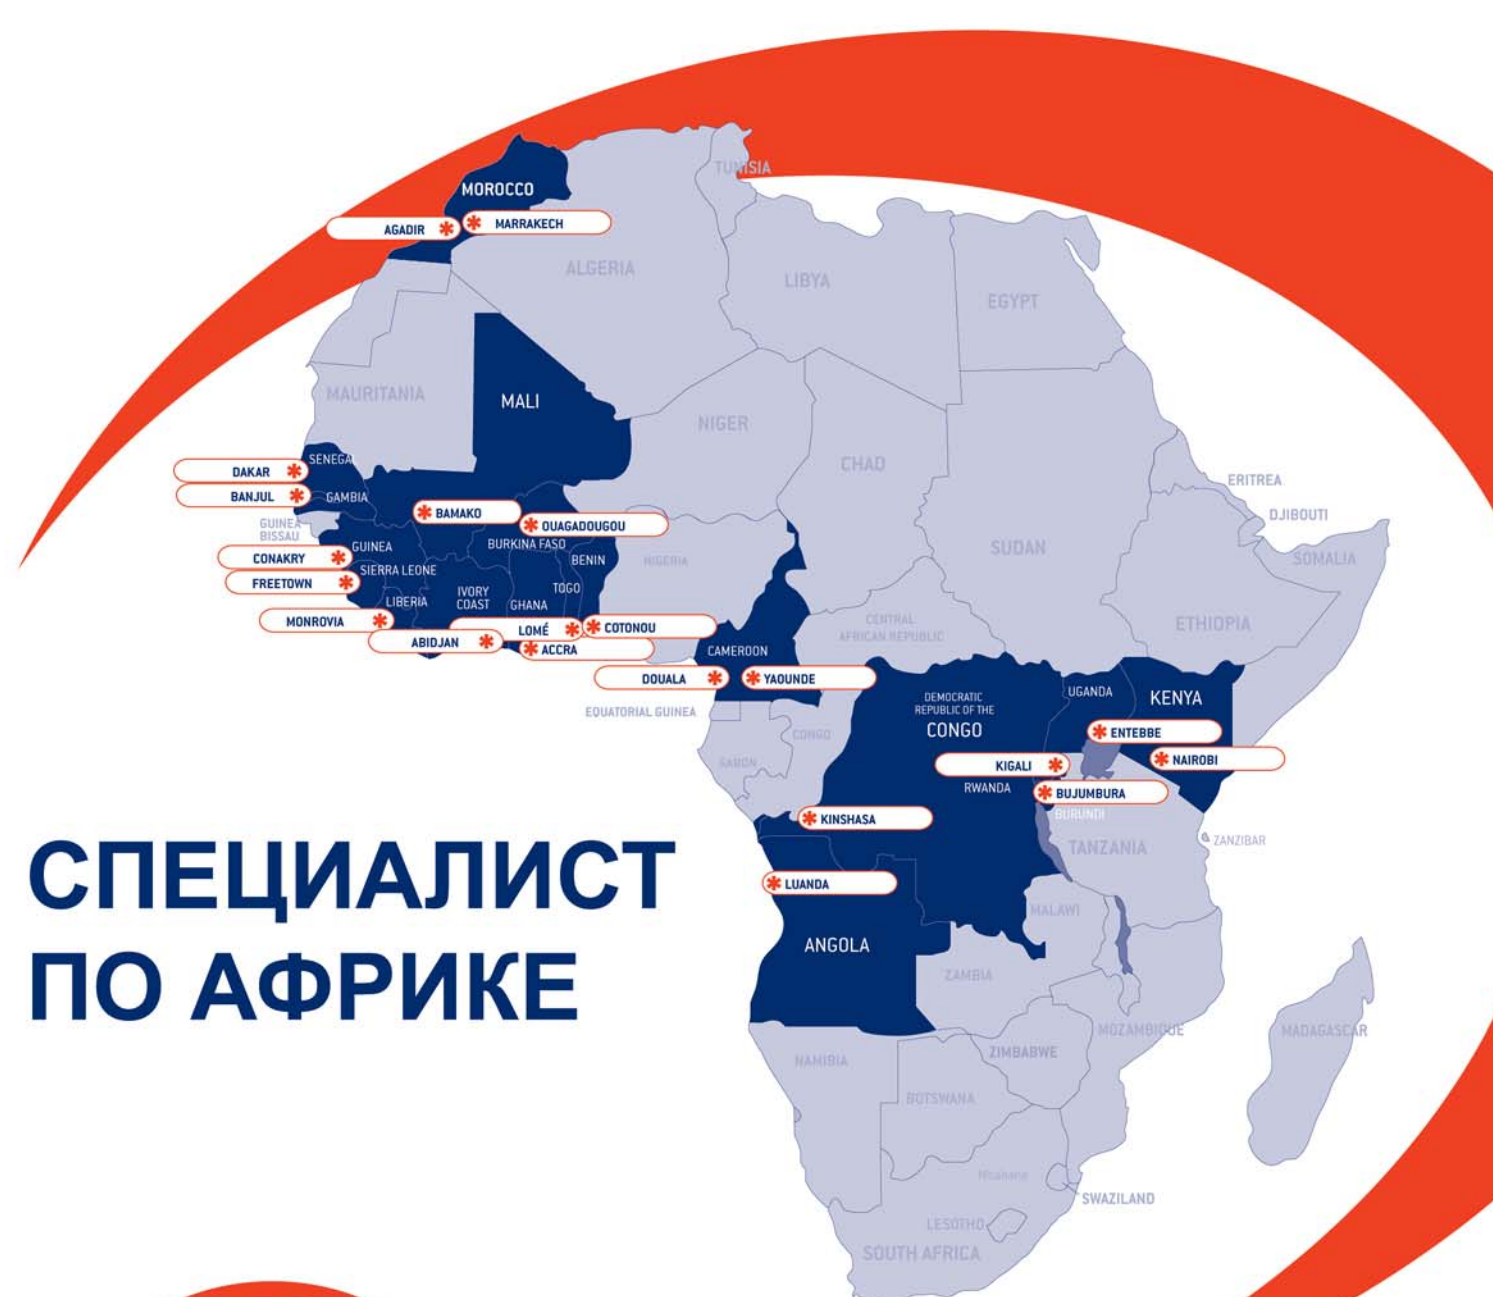 TUNISIA
MOROCCO
AGADIR
MARRAKECH
ALGERIA
LIBYA
EGYPT
MAURITANIA
MALI
NIGER
CHAD
SENEGAL
DAKAR
ERITREA
BANJUL
GAMBIA
BAMAKO
DJIBOUTI
GUINEA
BISSAU
OUAGADOUGOU
BURKINA FASO
GUINEA
SUDAN
CONAKRY
BENIN
NIGERIA
SOMALIA
SIERRA LEONE
FREETOWN
TOGO
IVORY
COAST
LIBERIA
GHANA
MONROVIA
LOMÉ
COTONOU
CENTRAL
AFRICAN REPUBLIC
ETHIOPIA
ABIDJAN
ACCRA
CAMEROON
DOUALA
YAOUNDE
UGANDA
KENYA
DEMOCRATIC
REPUBLIC OF THE
CONGO
EQUATORIAL GUINEA
CONGO
ENTEBBE
GABON
KIGALI
NAIROBI
RWANDA
BUJUMBURA
KINSHASA
BURUNDI
ZANZIBAR
TANZANIA
СПЕЦИАЛИСТ
ПО АФРИКЕ
LUANDA
MALAWI
ANGOLA
ZAMBIA
MOZAMBIQUE
MADAGASCAR
ZIMBABWE
NAMIBIA
BOTSWANA
SWAZILAND
LESOTHO
SOUTH AFRICA